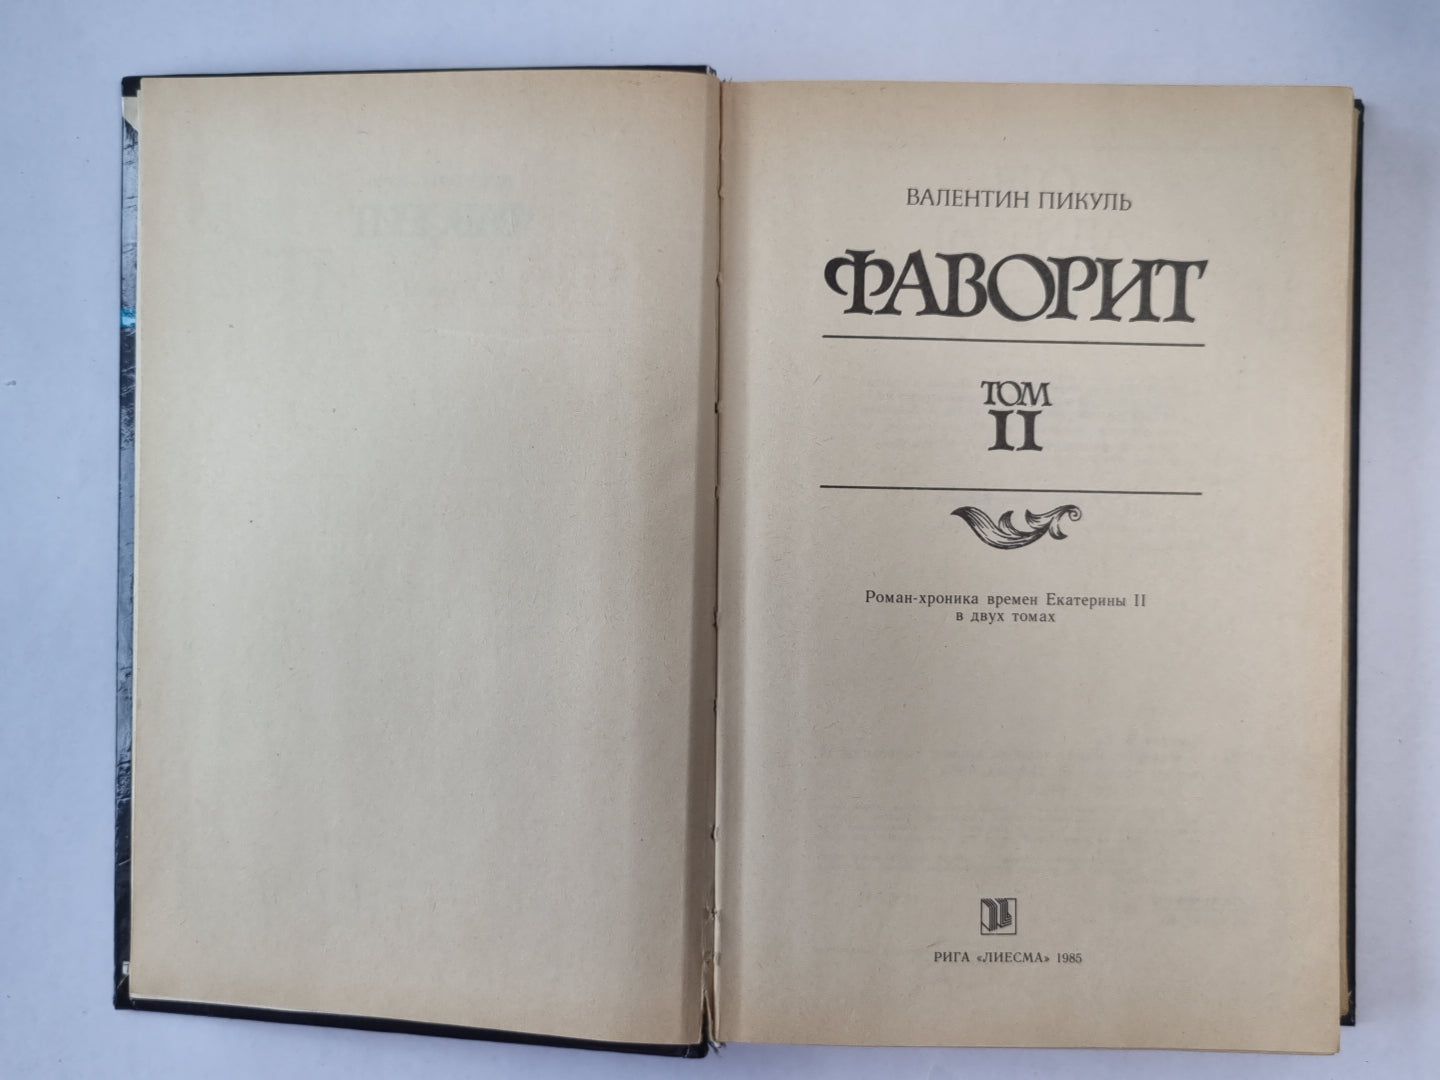 ВАЛЕНТИН ПИКУЛЬ
ФАВОРИТ
ТОМ
II
Роман-хроника времен Екатерины II
в двух томах
РИГА «ЛИЕСМА» 1985